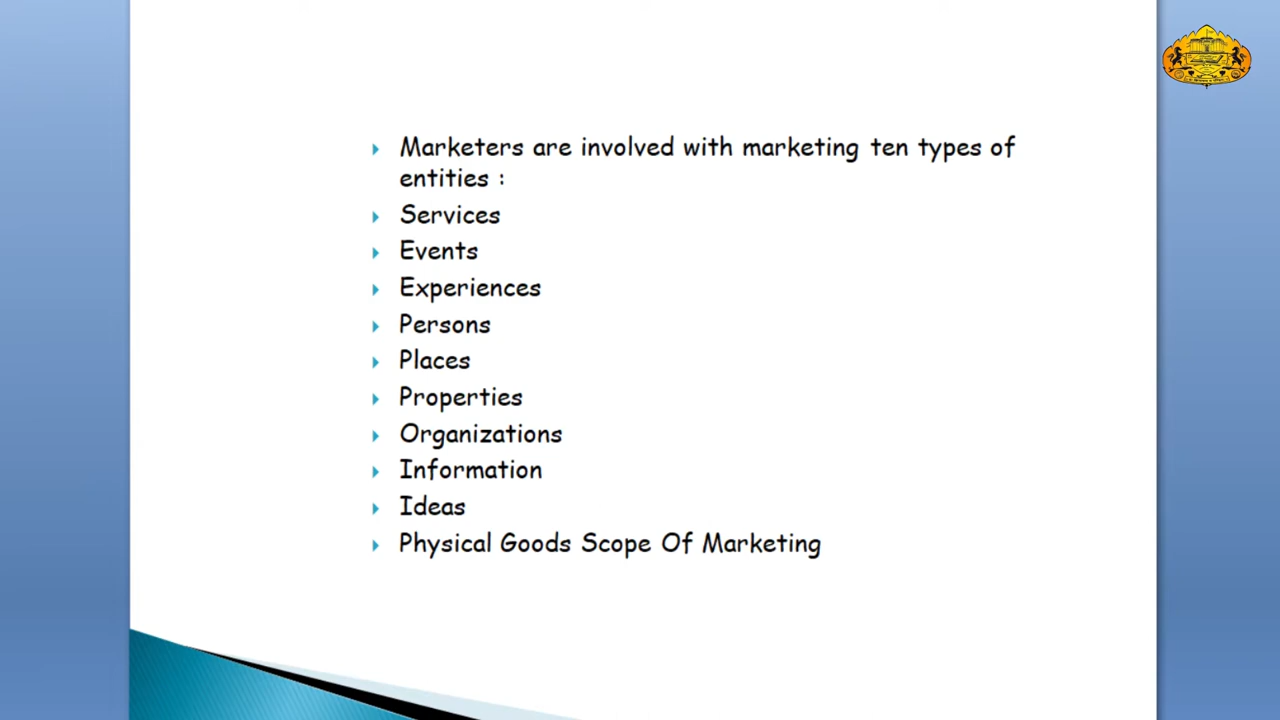 Marketers are involved with marketing ten types of
entities :
Services
Events
Experiences
Persons
Places
Properties
Organizations
Information
Ideas
Physical Goods Scope Of Marketing